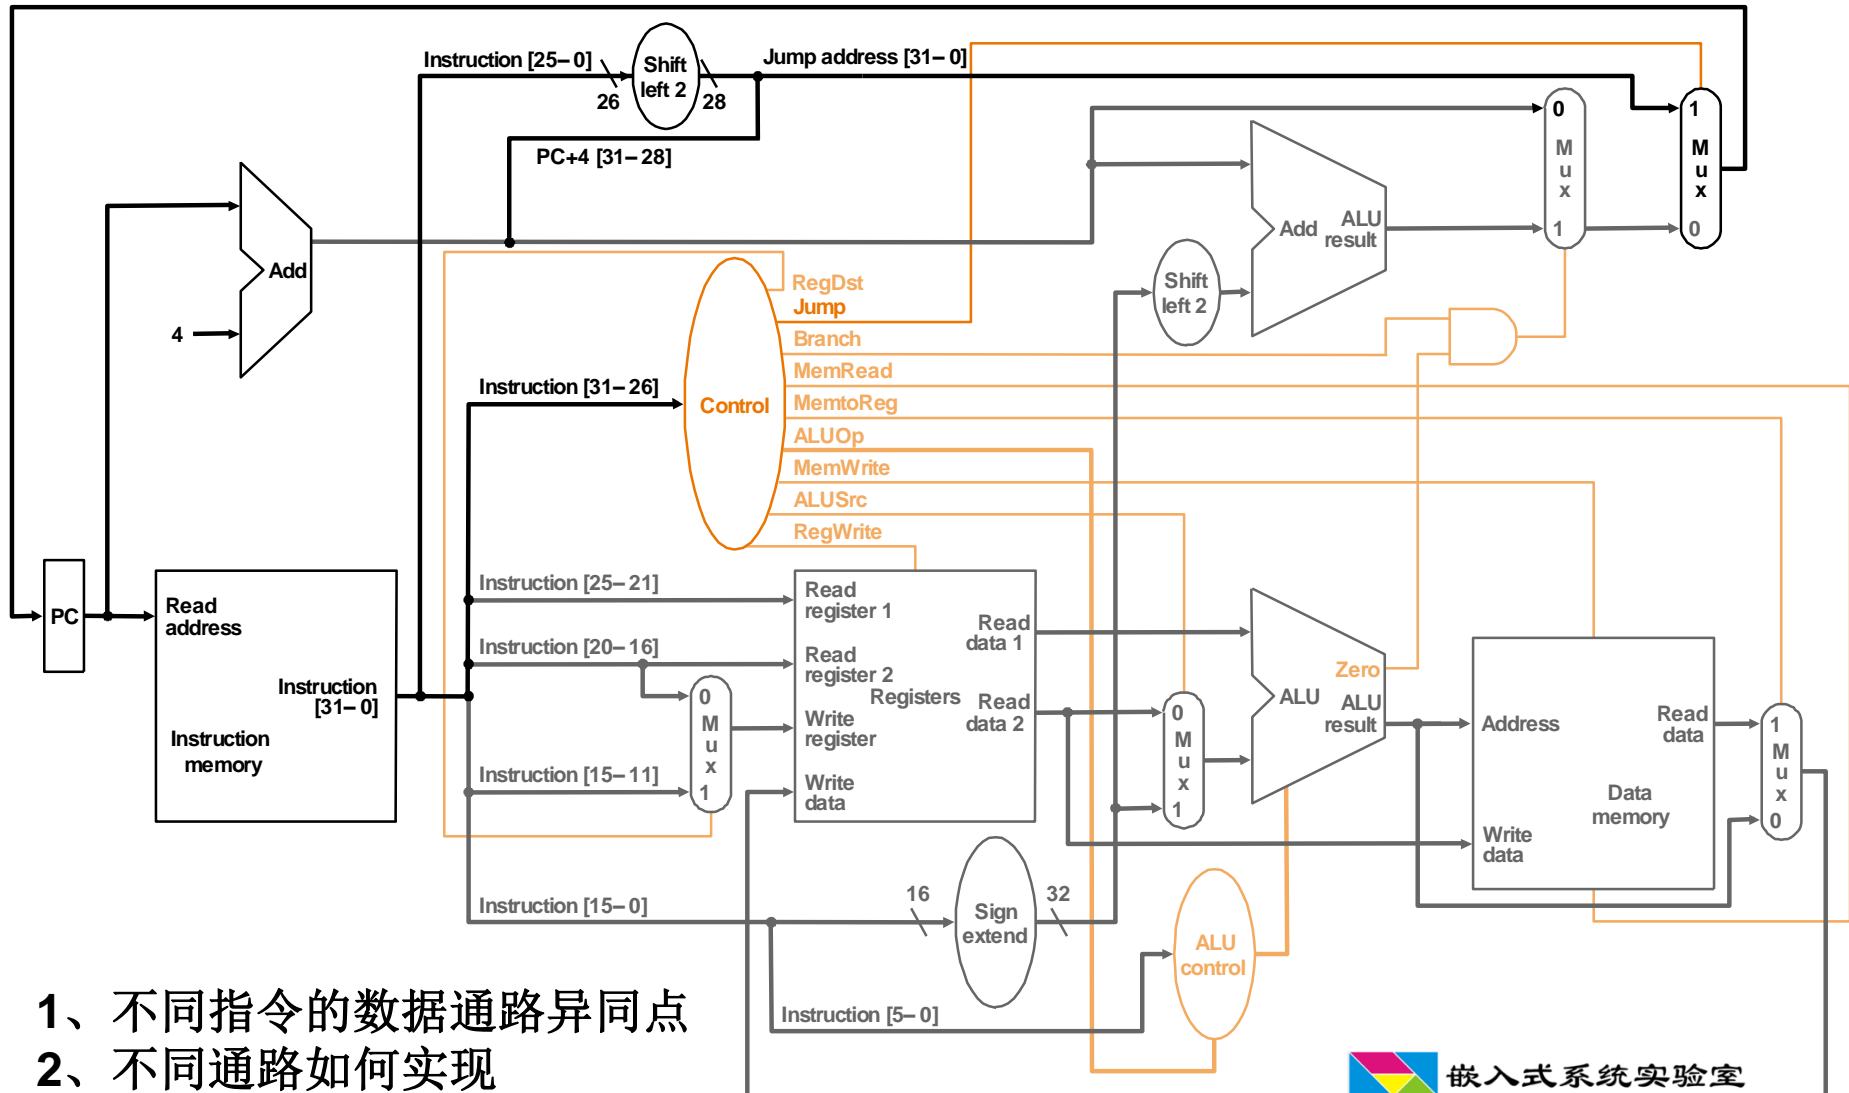 Instruction [25–0]
26
Shift
left 2
28
Jump address [31–0]
PC+4 [31–28]
Add
4
0
M
u
x
1
1
M
u
x
0
Add
ALU
result
Shift
left 2
RegDst
Jump
Branch
MemRead
MemtoReg
ALUOp
MemWrite
ALUSrc
RegWrite
Control
Instruction [31–26]
PC
Read
address
Instruction
[31–0]
Instruction
memory
Instruction [25–21]
Instruction [20–16]
Instruction [15–11]
0
M
u
x
1
Read
register 1
Read
register 2
Write
register
Write
data
Registers
Read
data 1
Read
data 2
0
M
u
x
1
Zero
ALU
ALU
result
Address
Write
data
Read
data
Data
memory
1
M
u
x
0
Instruction [15–0]
16
Sign
extend
32
ALU
control
Instruction [5–0]
1、不同指令的数据通路异同点
2、不同通路如何实现
嵌入式系统实验室